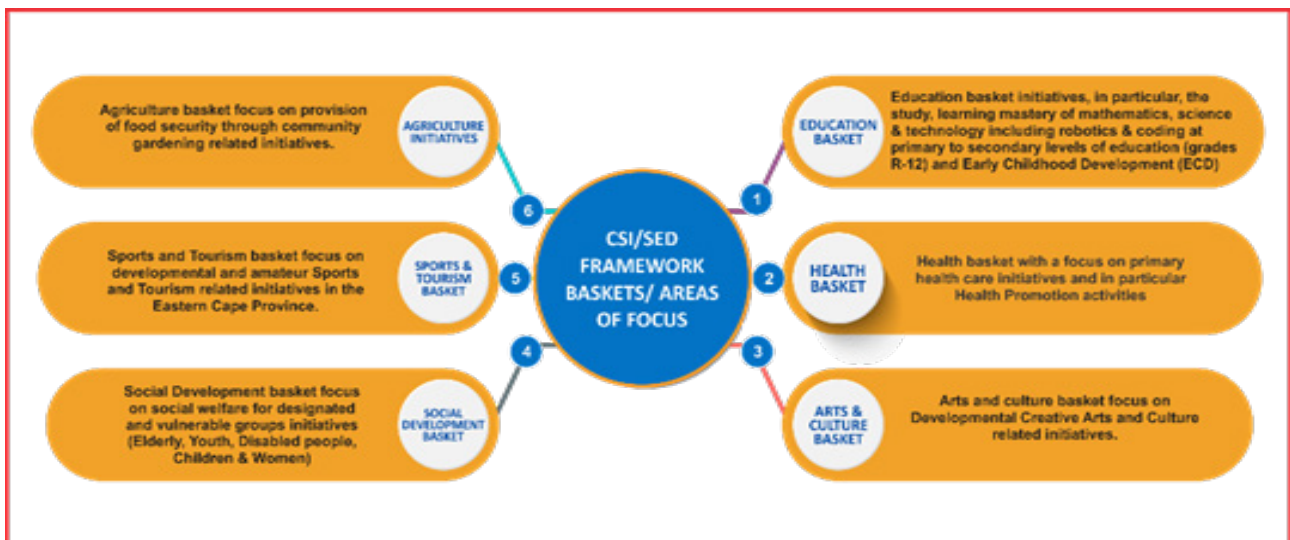 CSI/SED
FRAMEWORK
BASKETS/ AREAS
OF FOCUS
1
EDUCATION
BASKET
Education basket initiatives, in particular, the
study, learning mastery of mathematics, science
& technology including robotics & coding at
primary to secondary levels of education (grades
R-12) and Early Childhood Development (ECD)
2
HEALTH
BASKET
Health basket with a focus on primary
health care initiatives and in particular
Health Promotion activities
3
ARTS &
CULTURE
BASKET
Arts and culture basket focus on
Developmental Creative Arts and Culture
related initiatives.
4
SOCIAL
DEVELOPMENT
BASKET
Social Development basket focus
on social welfare for designated
and vulnerable groups initiatives
(Elderly, Youth, Disabled people,
Children & Women)
5
SPORTS &
TOURISM
BASKET
Sports and Tourism basket focus on
developmental and amateur Sports
and Tourism related initiatives in the
Eastern Cape Province.
6
AGRICULTURE
INITIATIVES
Agriculture basket focus on provision
of food security through community
gardening related initiatives.